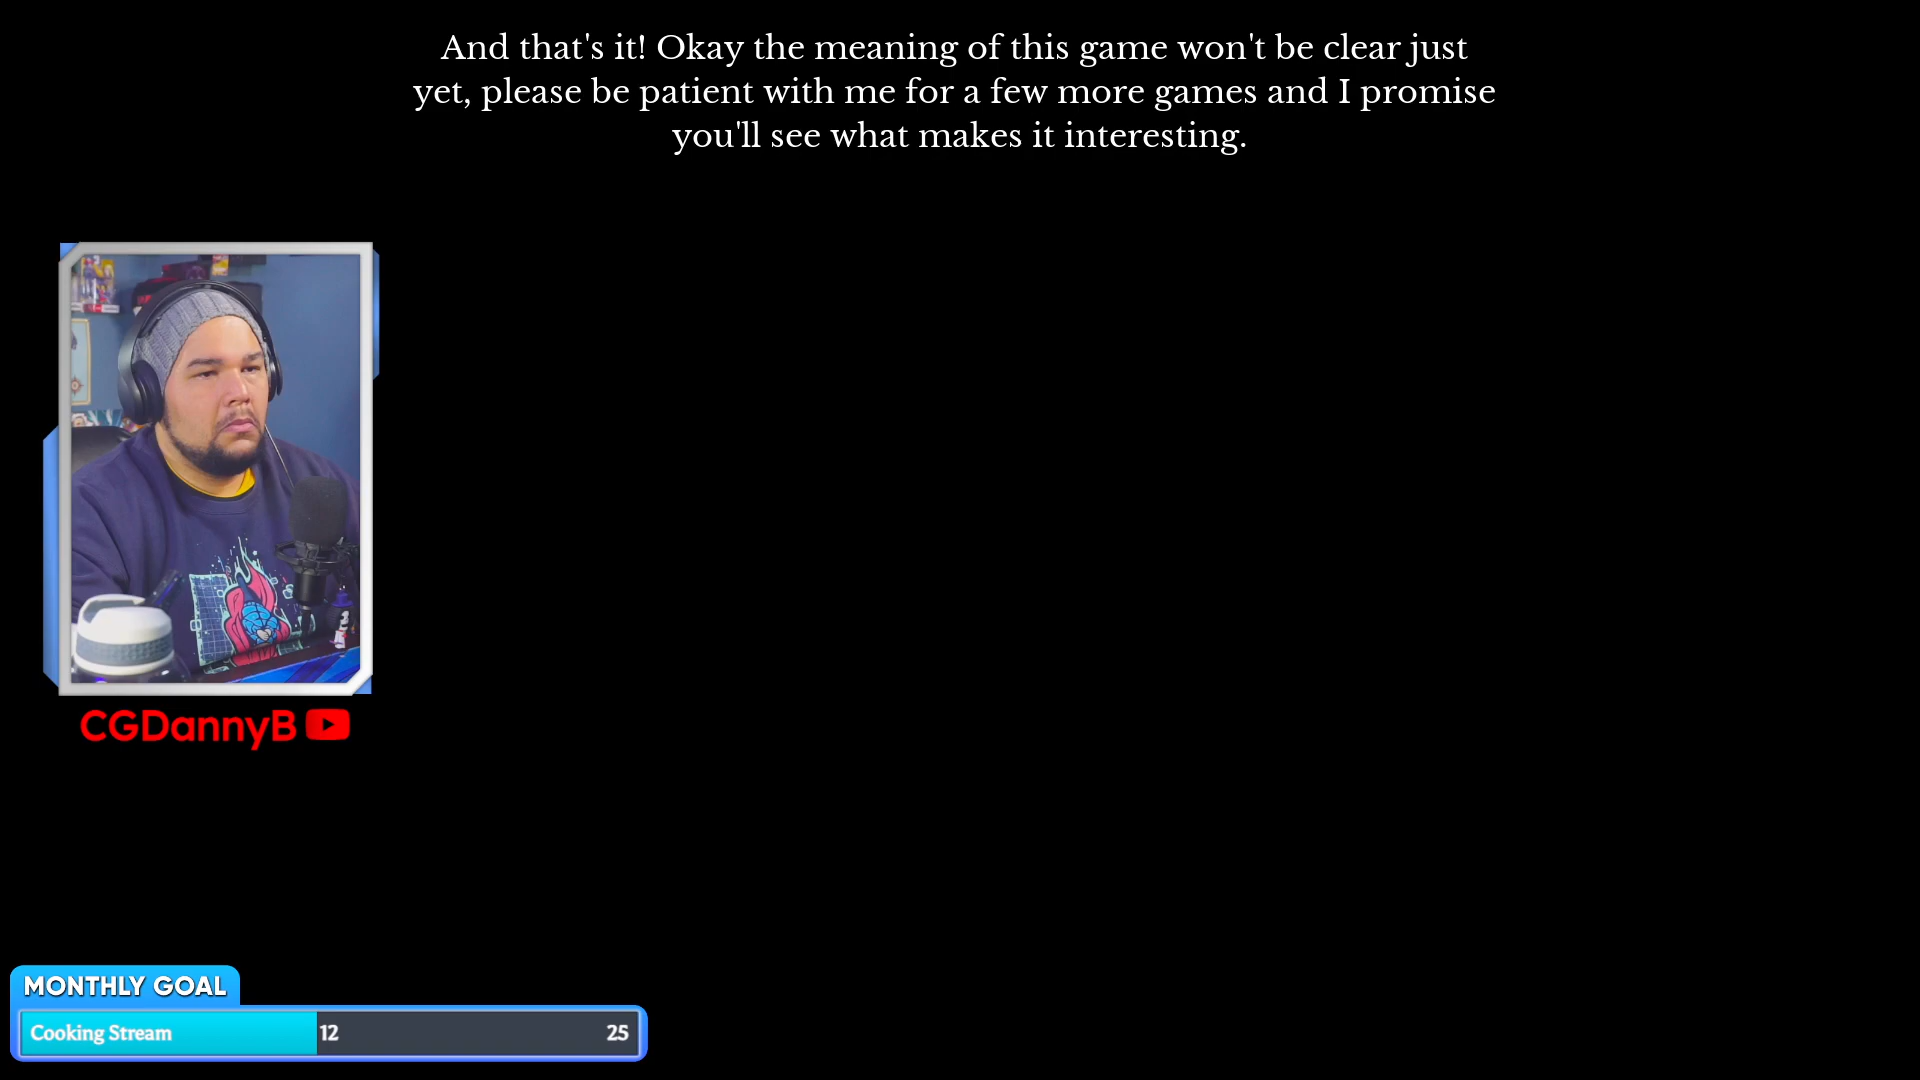 And that's it! Okay the meaning of this game won't be clear just
yet, please be patient with me for a few more games and I promise
you'll see what makes it interesting.
CGDannyB
MONTHLY GOAL
Cooking Stream 12 25